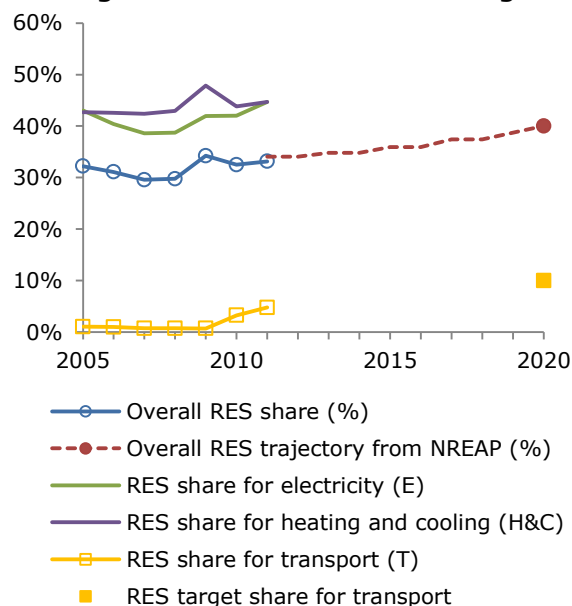 60%
50%
40%
30%
20%
10%
0%
2005 2010 2015 2020
Overall RES share (%)
Overall RES trajectory from NREAP (%)
RES share for electricity (E)
RES share for heating and cooling (H&C)
RES share for transport (T)
RES target share for transport